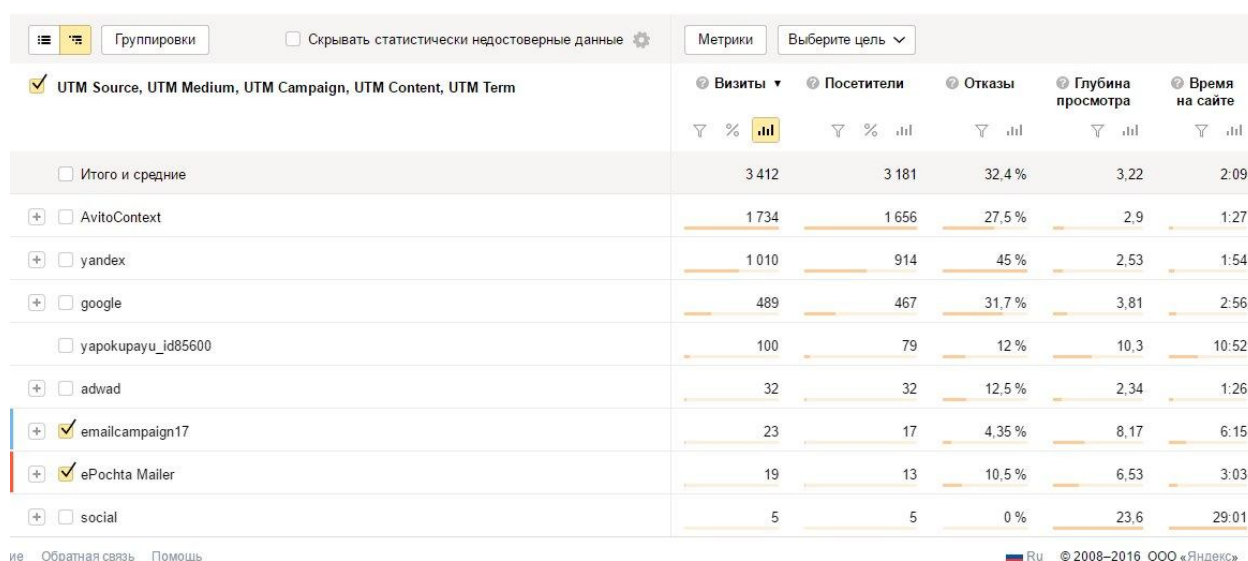 Группировки Скрывать статистически недостоверные данные Метрики Выберите цель
UTM Source, UTM Medium, UTM Campaign, UTM Content, UTM Term Визиты ▼ Посетители Отказы Глубина просмотра Время на сайте
% %
Итого и средние 3 412 3 181 32,4 % 3,22 2:09
AvitoContext 1 734 1 656 27,5 % 2,9 1:27
yandex 1 010 914 45 % 2,53 1:54
google 489 467 31,7 % 3,81 2:56
yapokupayu_id85600 100 79 12 % 10,3 10:52
adwad 32 32 12,5 % 2,34 1:26
emailcampaign17 23 17 4,35 % 8,17 6:15
ePochta Mailer 19 13 10,5 % 6,53 3:03
social 5 5 0 % 23,6 29:01
ие Обратная связь Помощь Ru © 2008–2016 ООО «Яндекс»